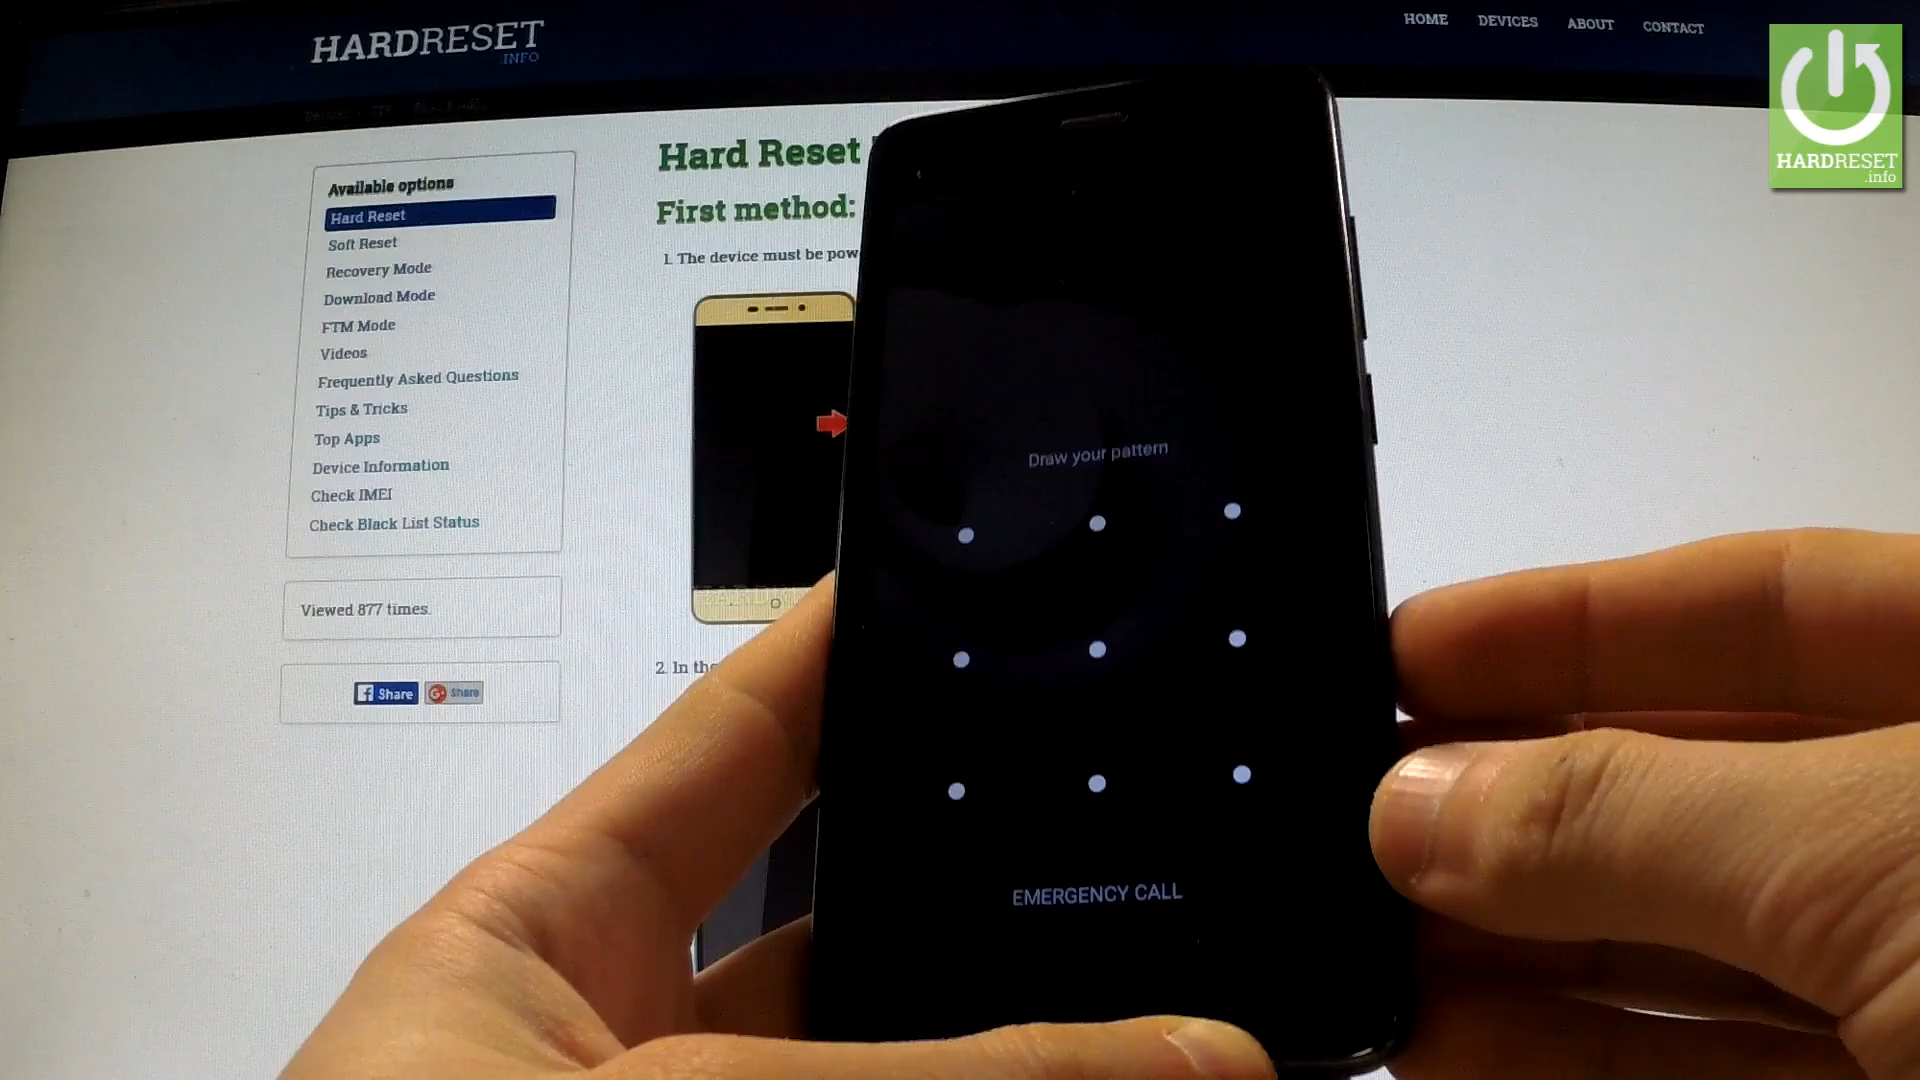 HARDRESET
.INFO
HOME DEVICES ABOUT CONTACT
HARDRESET
.info
Available options
Hard Reset
Soft Reset
Recovery Mode
Download Mode
FTM Mode
Videos
Frequently Asked Questions
Tips & Tricks
Top Apps
Device Information
Check IMEI
Check Black List Status
Viewed 877 times.
Share Share
Hard Reset
First method:
1. The device must be pow
2. In the
Draw your pattern
EMERGENCY CALL